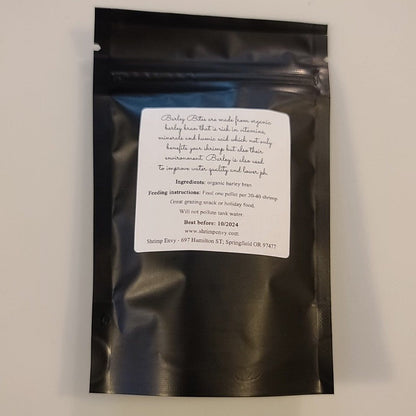 Barley Bites are made from organic
barley bran that is rich in vitamins,
minerals and humic acid which not only
benefits your shrimp but also their
environment. Barley is also used
to improve water quality and lower ph.
Ingredients: organic barley bran.
Feeding instructions: Feed one pellet per 30-40 shrimp.
Great grazing snack or holiday food.
Will not pollute tank water.
Best before: 10/2024
www.shrimpenvy.com
Shrimp Envy - 697 Hamilton ST; Springfield OR 97477